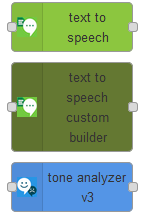 text to
speech
text to
speech
custom
builder
tone analyzer
v3